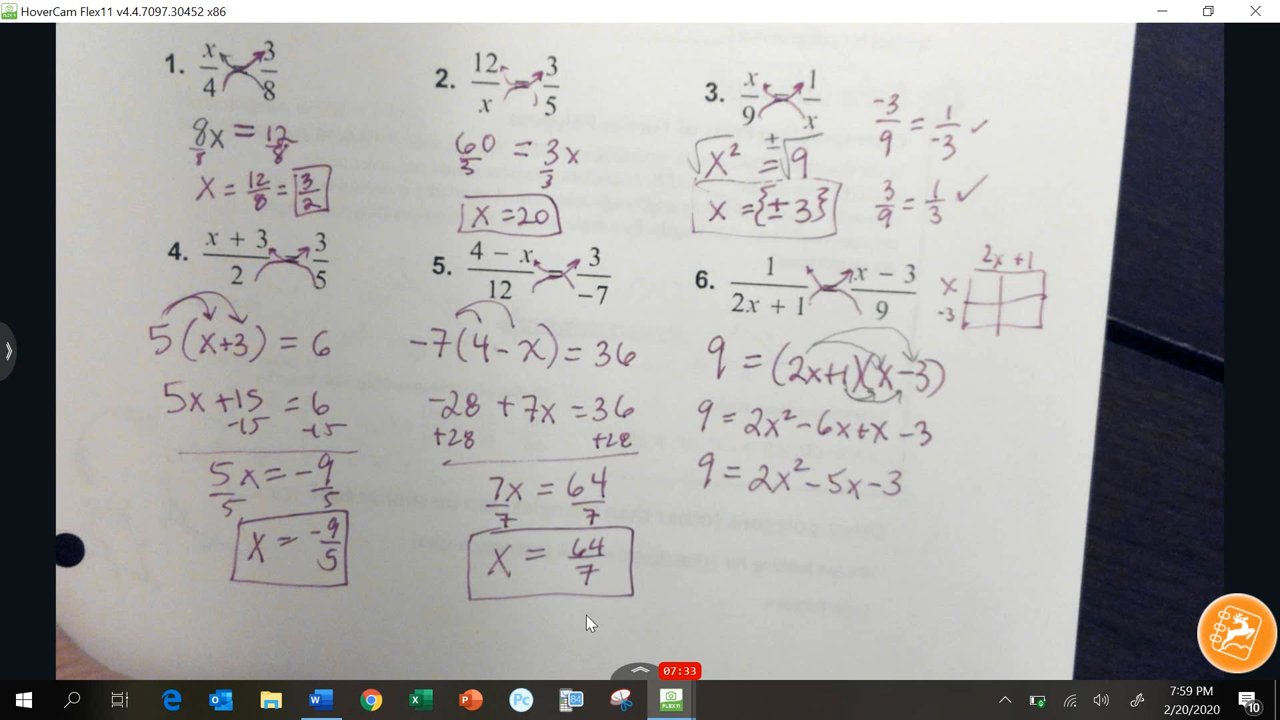 HoverCam Flex11 v4.4.7097.30452 x86
1. x/4 = 3/8
8x/8 = 12/8
x = 12/8 = 3/2
2. 12/x = 3/5
60/3 = 3x/3
x = 20
3. x/9 = 1/x
√x² = ±√9
x = {± 3}
-3/9 = 1/-3 ✓
3/9 = 1/3 ✓
4. x + 3/2 = 3/5
5(x+3) = 6
5x + 15 = 6
-15 -15
5x/5 = -9/5
x = -9/5
5. 4 − x/12 = 3/−7
-7(4-x) = 36
-28 + 7x = 36
+28 +28
7x/7 = 64/7
x = 64/7
6. 1/2x + 1 = x − 3/9
2x + 1
x
-3
9 = (2x+1)(x-3)
9 = 2x² - 6x + x - 3
9 = 2x² - 5x - 3
07:33
7:59 PM
2/20/2020
10